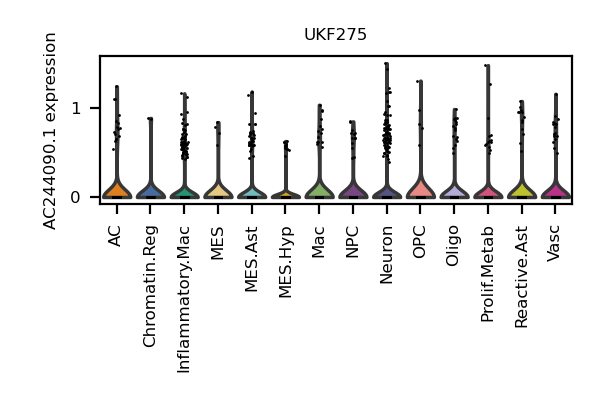 UKF275
AC244090.1 expression
1
0
AC
Chromatin.Reg
Inflammatory.Mac
MES
MES.Ast
MES.Hyp
Mac
NPC
Neuron
OPC
Oligo
Prolif.Metab
Reactive.Ast
Vasc